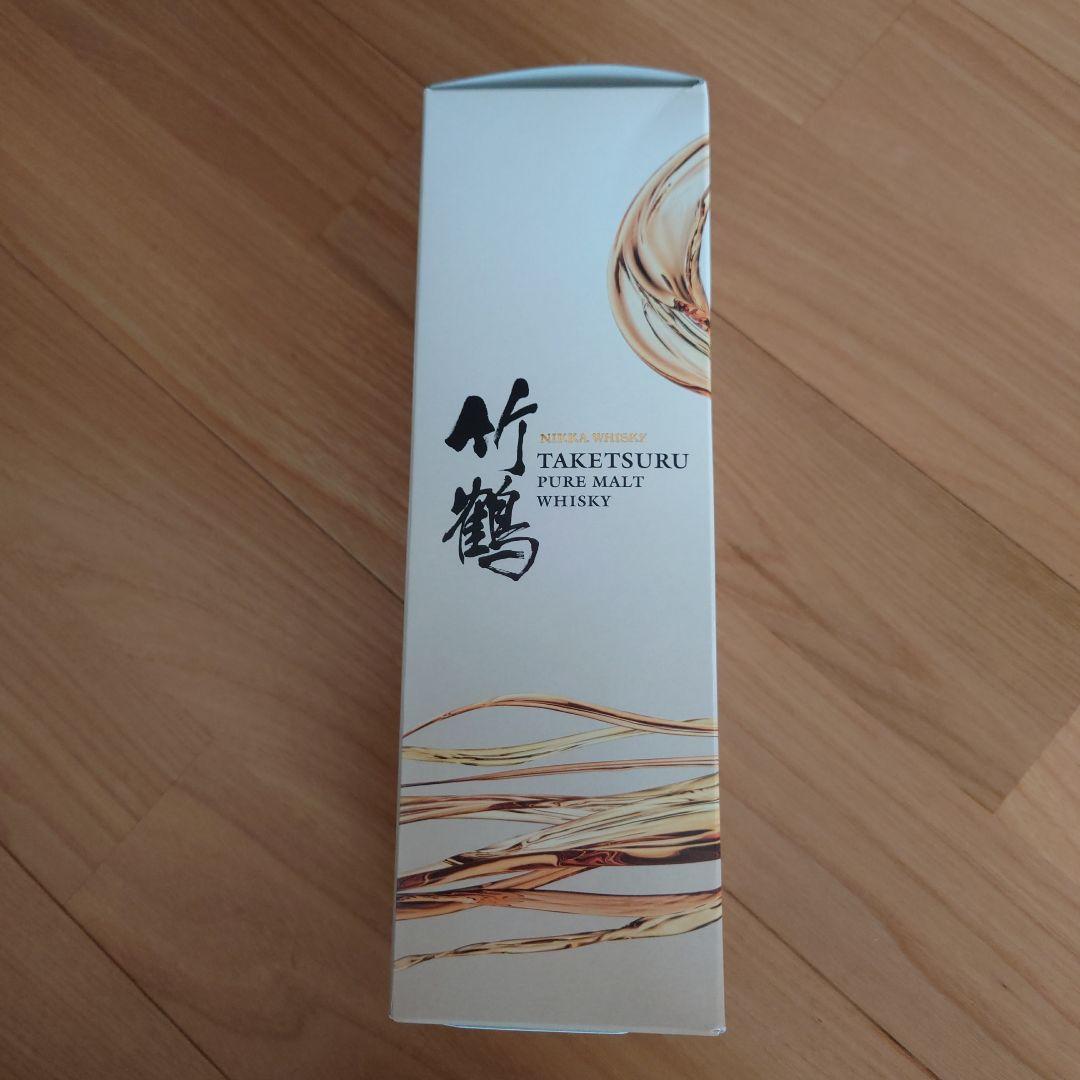 竹鶴
NIKKA WHISKY
TAKETSURU
PURE MALT
WHISKY